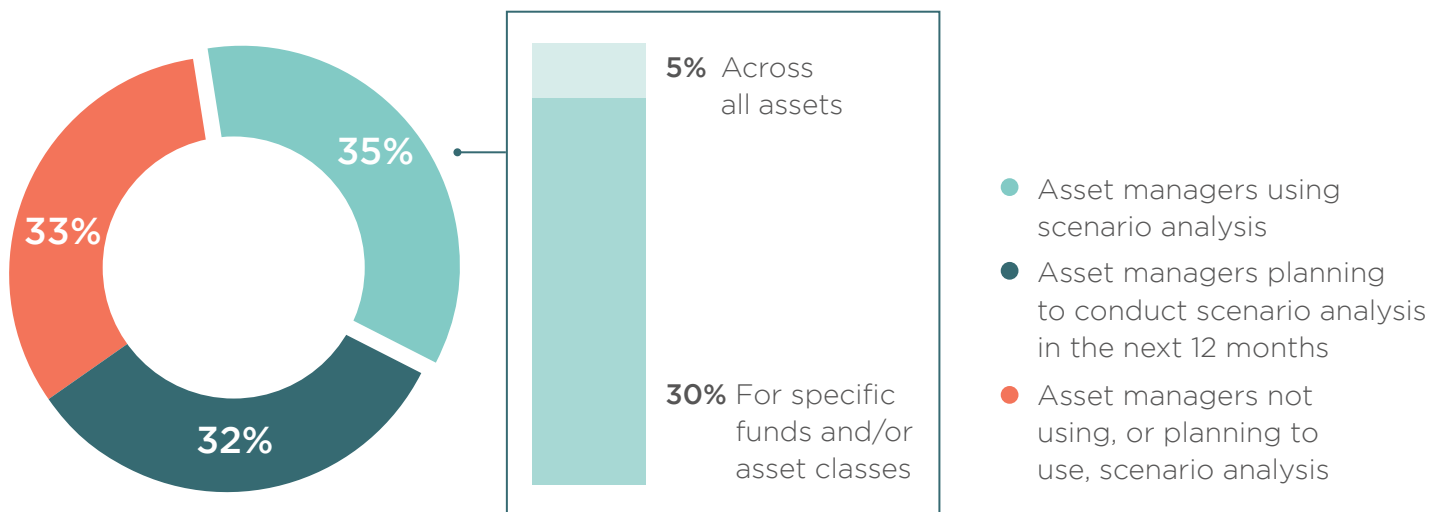 35%
33%
32%
5% Across
all assets
30% For specific
funds and/or
asset classes
Asset managers using
scenario analysis
Asset managers planning
to conduct scenario analysis
in the next 12 months
Asset managers not
using, or planning to
use, scenario analysis